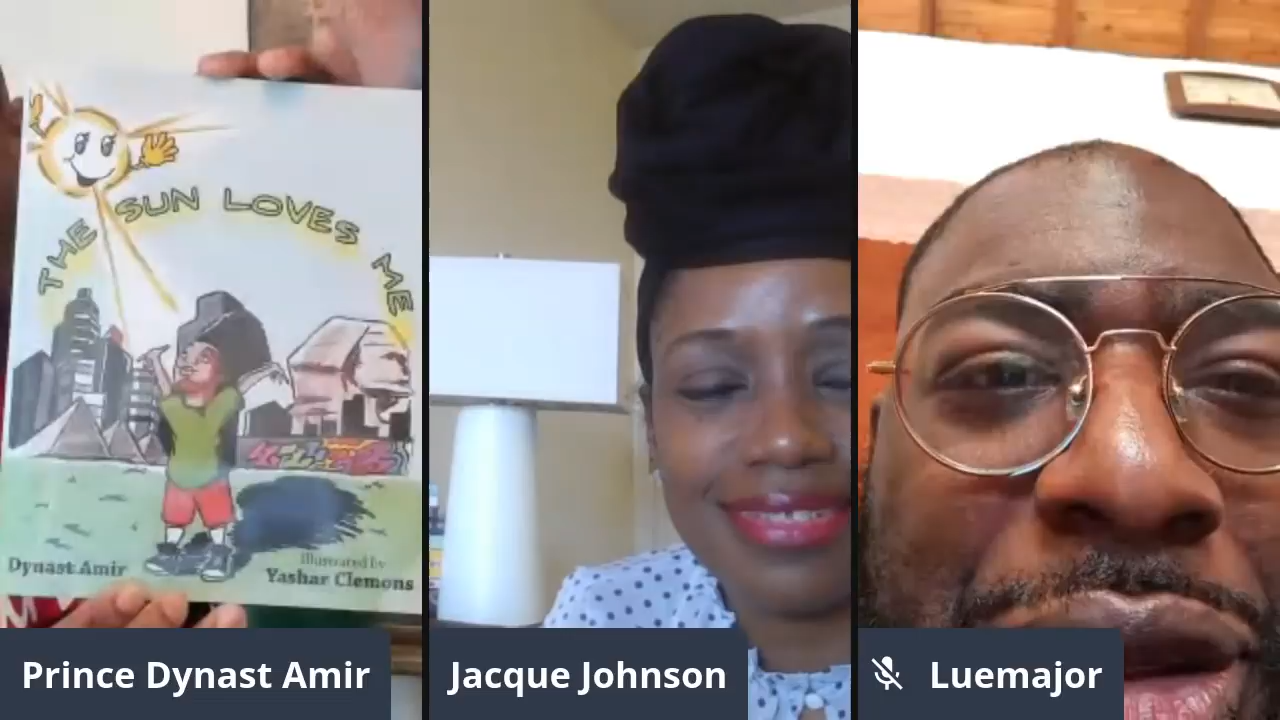 THE SUN LOVES ME
Dynast Amir
Illustrated by
Yashar Clemons
Prince Dynast Amir
Jacque Johnson
Luemajor